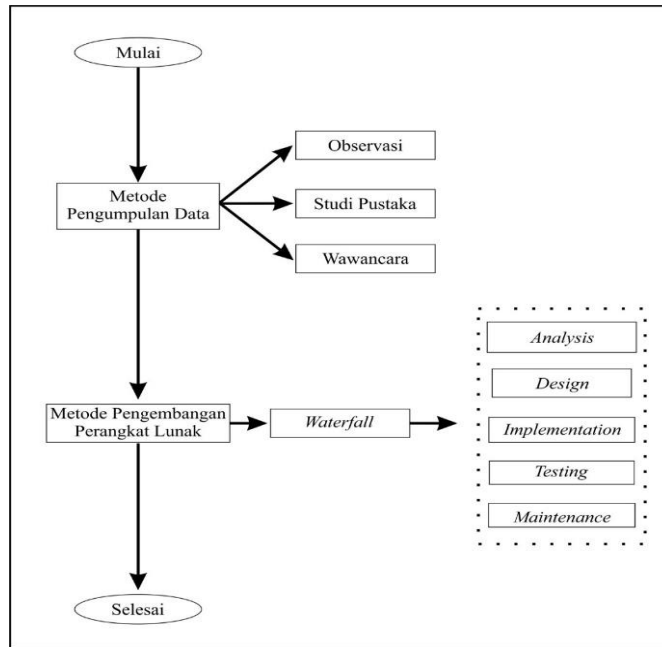 Mulai
Observasi
Metode
Pengumpulan Data
Studi Pustaka
Wawancara
Analysis
Design
Metode Pengembangan
Perangkat Lunak
Waterfall
Implementation
Testing
Maintenance
Selesai